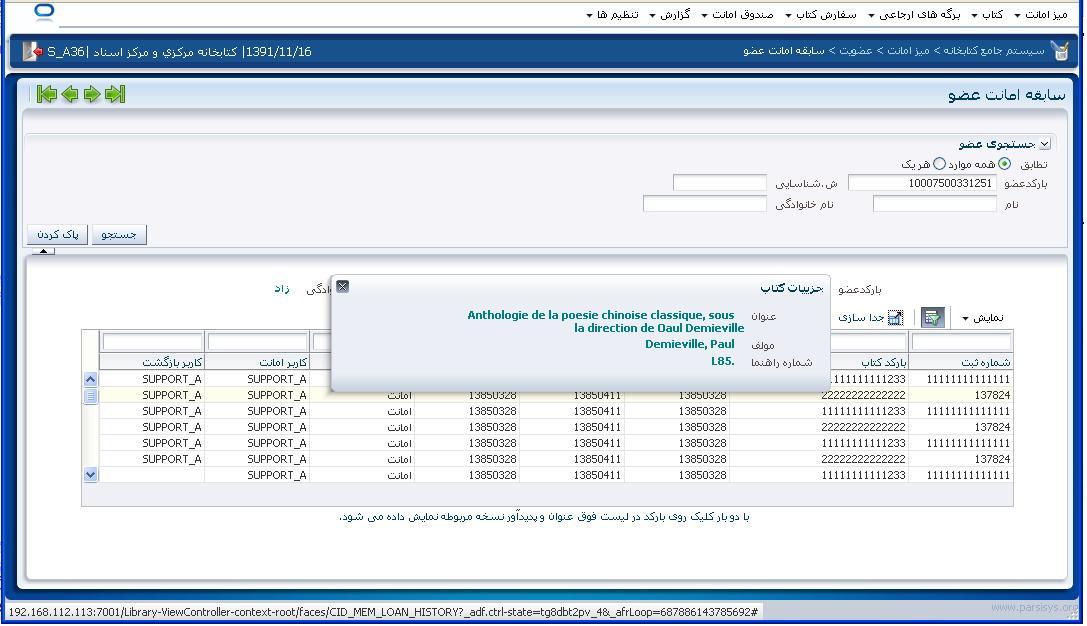 میز امانت کتاب برگه های ارجاعی سفارش کتاب صندوق امانت گزارش تنظیم ها
سیستم جامع کتابخانه > میز امانت > عضویت > سابقه امانت عضو
1391/11/16| کتابخانه مرکزي و مرکز اسناد |S_A36
سابقه امانت عضو
جستجوی عضو
تطابق همه موارد هر یک
بارکدعضو 10007500331251 ش.شناسایی
نام نام خانوادگی
جستجو پاک کردن
بارکدعضو زاد
نمایش جدا سازی
جزییات کتاب
عنوان Anthologie de la poesie chinoise classique, sous
la direction de Oaul Demieville
مولف Demieville, Paul
شماره راهنما L85.
شماره ثبت بارکد کتاب کاربر امانت کاربر بازگشت
11111111111111 11111111111233 SUPPORT_A SUPPORT_A
137824 22222222222222 13850328 13850411 13850328 امانت SUPPORT_A SUPPORT_A
11111111111111 11111111111233 13850328 13850411 13850328 امانت SUPPORT_A SUPPORT_A
137824 22222222222222 13850328 13850411 13850328 امانت SUPPORT_A SUPPORT_A
11111111111111 11111111111233 13850328 13850411 13850328 امانت SUPPORT_A SUPPORT_A
137824 22222222222222 13850328 13850411 13850328 امانت SUPPORT_A SUPPORT_A
11111111111111 11111111111233 13850328 13850411 13850328 امانت SUPPORT_A
با دو بار کلیک روی بارکد در لیست فوق عنوان و پدیدآور نسخه مربوطه نمایش داده می شود.
www.parsisys.org
192.168.112.113:7001/Library-ViewController-context-root/faces/CID_MEM_LOAN_HISTORY?_adf.ctrl-state=tg8dbt2pv_4&_afrLoop=687886143785692#